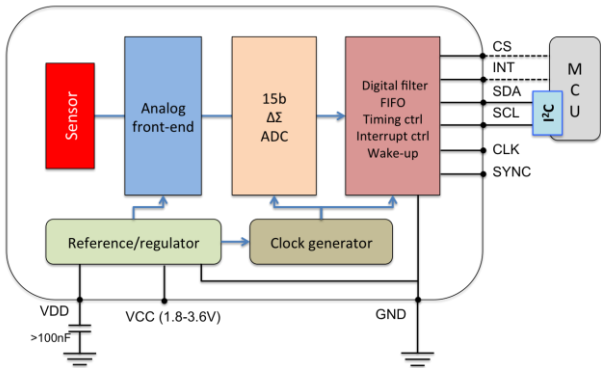 Sensor
Analog
front-end
15b
ΔΣ
ADC
Digital filter
FIFO
Timing ctrl
Interrupt ctrl
Wake-up
CS
INT
SDA
SCL
CLK
SYNC
I²C
M
C
U
Reference/regulator
Clock generator
VDD
>100nF
VCC (1.8-3.6V)
GND